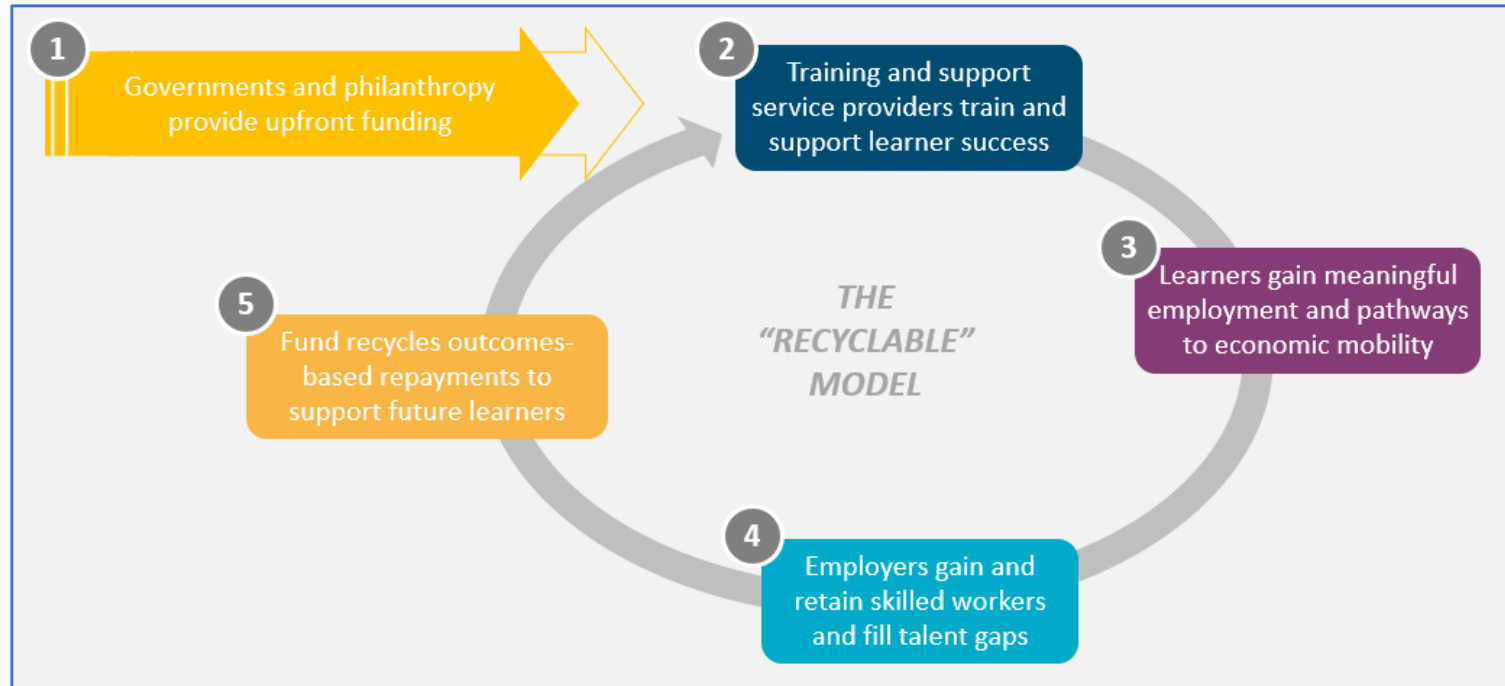 1
Governments and philanthropy
provide upfront funding
2
Training and support
service providers train and
support learner success
3
Learners gain meaningful
employment and pathways
to economic mobility
THE
“RECYCLABLE”
MODEL
5
Fund recycles outcomes-
based repayments to
support future learners
4
Employers gain and
retain skilled workers
and fill talent gaps